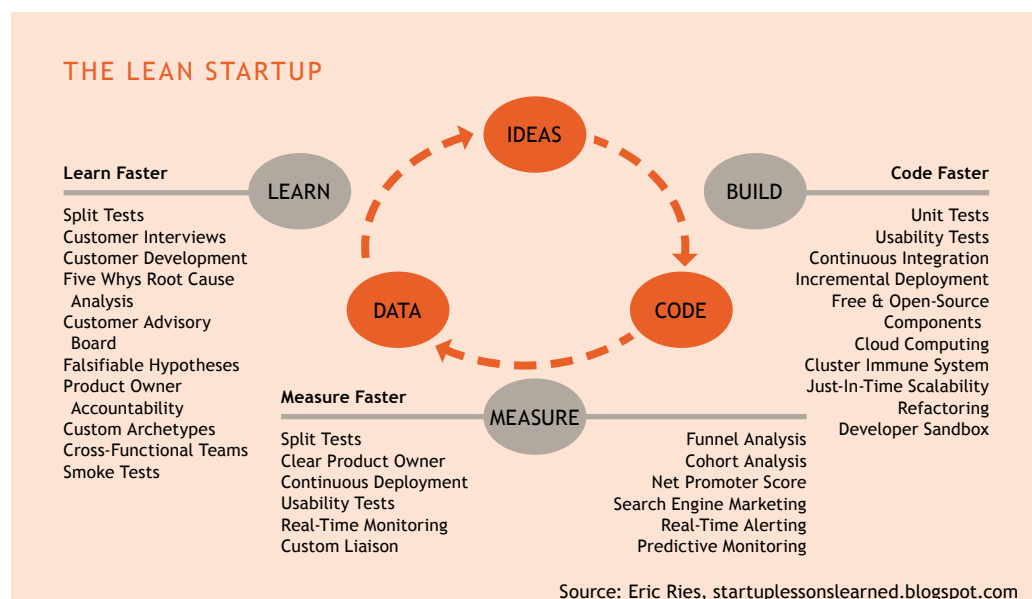 THE LEAN STARTUP
IDEAS
LEARN
BUILD
DATA
CODE
MEASURE
Learn Faster
Split Tests
Customer Interviews
Customer Development
Five Whys Root Cause
Analysis
Customer Advisory
Board
Falsifiable Hypotheses
Product Owner
Accountability
Custom Archetypes
Cross-Functional Teams
Smoke Tests
Code Faster
Unit Tests
Usability Tests
Continuous Integration
Incremental Deployment
Free & Open-Source
Components
Cloud Computing
Cluster Immune System
Just-In-Time Scalability
Refactoring
Developer Sandbox
Measure Faster
Split Tests
Clear Product Owner
Continuous Deployment
Usability Tests
Real-Time Monitoring
Custom Liaison
Funnel Analysis
Cohort Analysis
Net Promoter Score
Search Engine Marketing
Real-Time Alerting
Predictive Monitoring
Source: Eric Ries, startuplessonslearned.blogspot.com